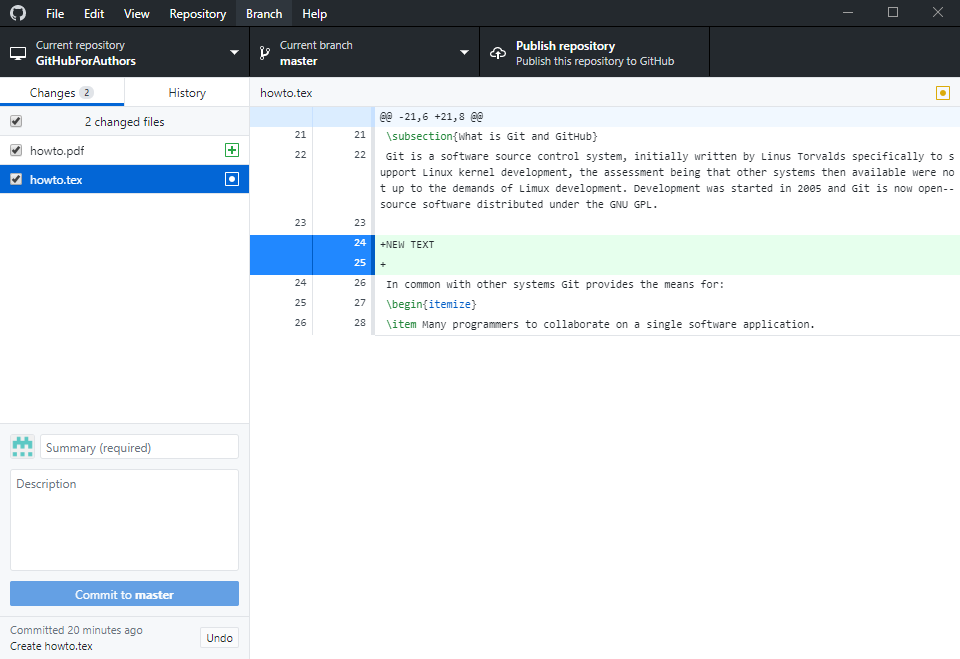 File Edit View Repository Branch Help
Current repository
GitHubForAuthors
Current branch
master
Publish repository
Publish this repository to GitHub
Changes 2
History
howto.tex
2 changed files
howto.pdf
howto.tex
@@ -21,6 +21,8 @@
21 21 \subsection{What is Git and GitHub}
22 22 Git is a software source control system, initially written by Linus Torvalds specifically to s
upport Linux kernel development, the assessment being that other systems then available were no
t up to the demands of Limux development. Development was started in 2005 and Git is now open--
source software distributed under the GNU GPL.
23 23
24 +NEW TEXT
25 +
24 26 In common with other systems Git provides the means for:
25 27 \begin{itemize}
26 28 \item Many programmers to collaborate on a single software application.
Summary (required)
Description
Commit to master
Committed 20 minutes ago
Create howto.tex
Undo